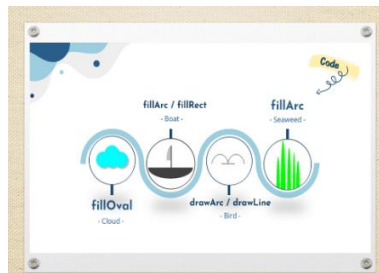 Code
fillArc / fillRect
- Boat -
fillArc
- Seaweed -
fillOval
- Cloud -
drawArc / drawLine
- Bird -